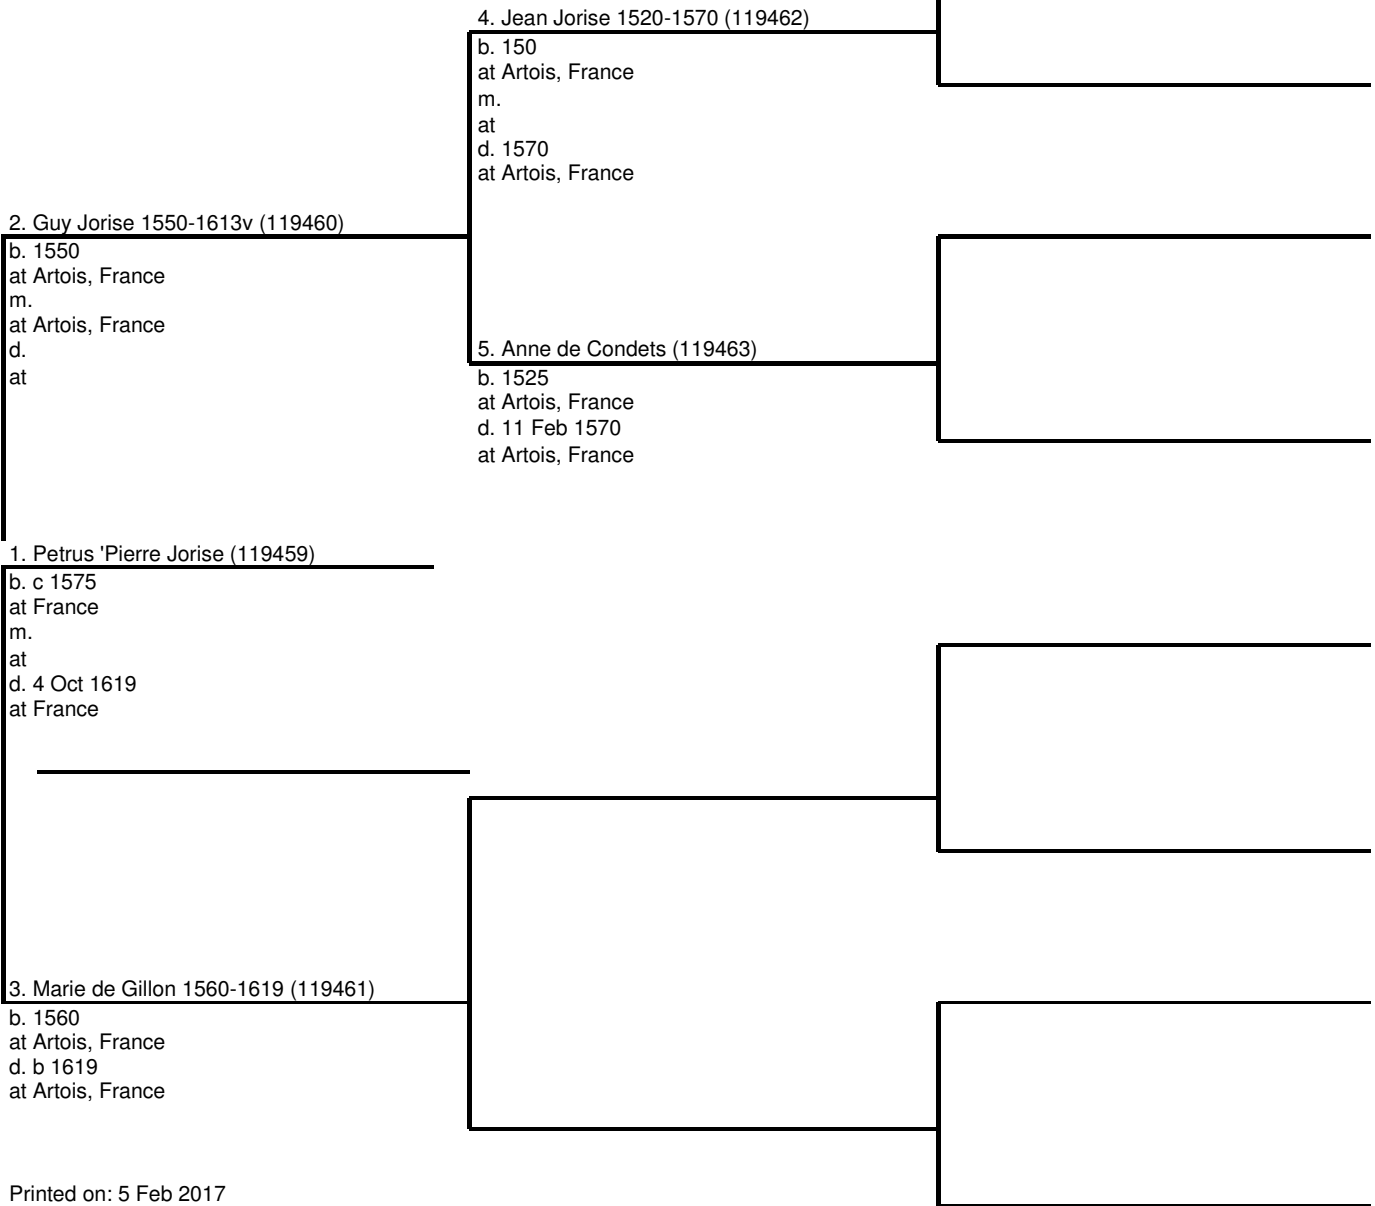 4. Jean Jorise 1520-1570 (119462)
b. 150
at Artois, France
m.
at
d. 1570
at Artois, France
2. Guy Jorise 1550-1613v (119460)
b. 1550
at Artois, France
m.
at Artois, France
d.
at
5. Anne de Condets (119463)
b. 1525
at Artois, France
d. 11 Feb 1570
at Artois, France
1. Petrus 'Pierre Jorise (119459)
b. c 1575
at France
m.
at
d. 4 Oct 1619
at France
3. Marie de Gillon 1560-1619 (119461)
b. 1560
at Artois, France
d. b 1619
at Artois, France
Printed on: 5 Feb 2017